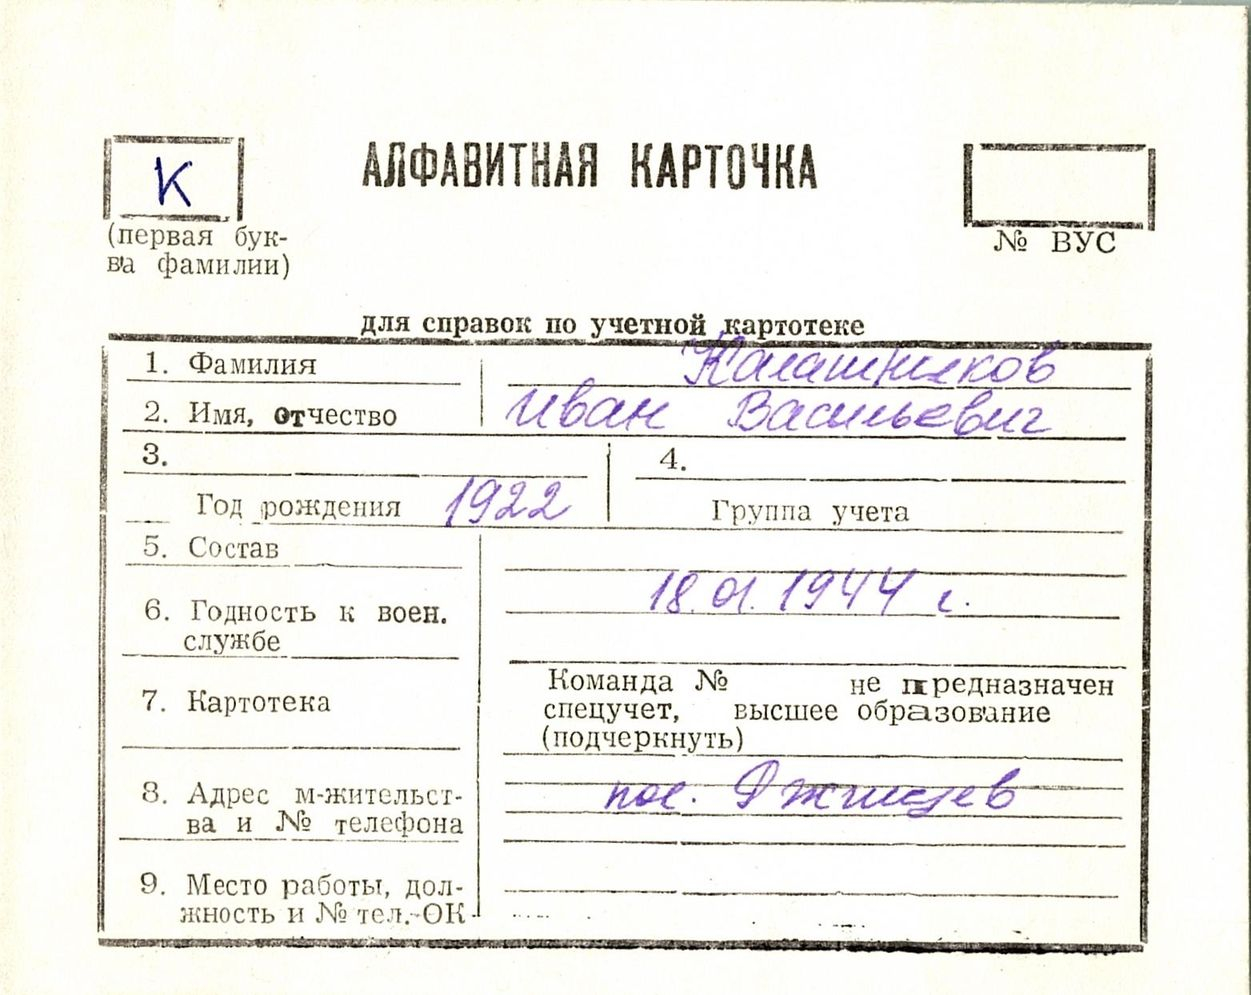 К
АЛФАВИТНАЯ КАРТОЧКА
(первая бук-
ва фамилии)
№ ВУС
для справок по учетной картотеке
1. Фамилия Калашников
2. Имя, отчество Иван Васильевич
3. 4.
Год рождения 1922 Группа учета
5. Состав
18.01.1944 г.
6. Годность к воен.
службе
7. Картотека
Команда № не предназначен
спецучет, высшее образование
(подчеркнуть)
8. Адрес м-жительст-
ва и № телефона
пос.
9. Место работы, дол-
жность и № тел.-ОК